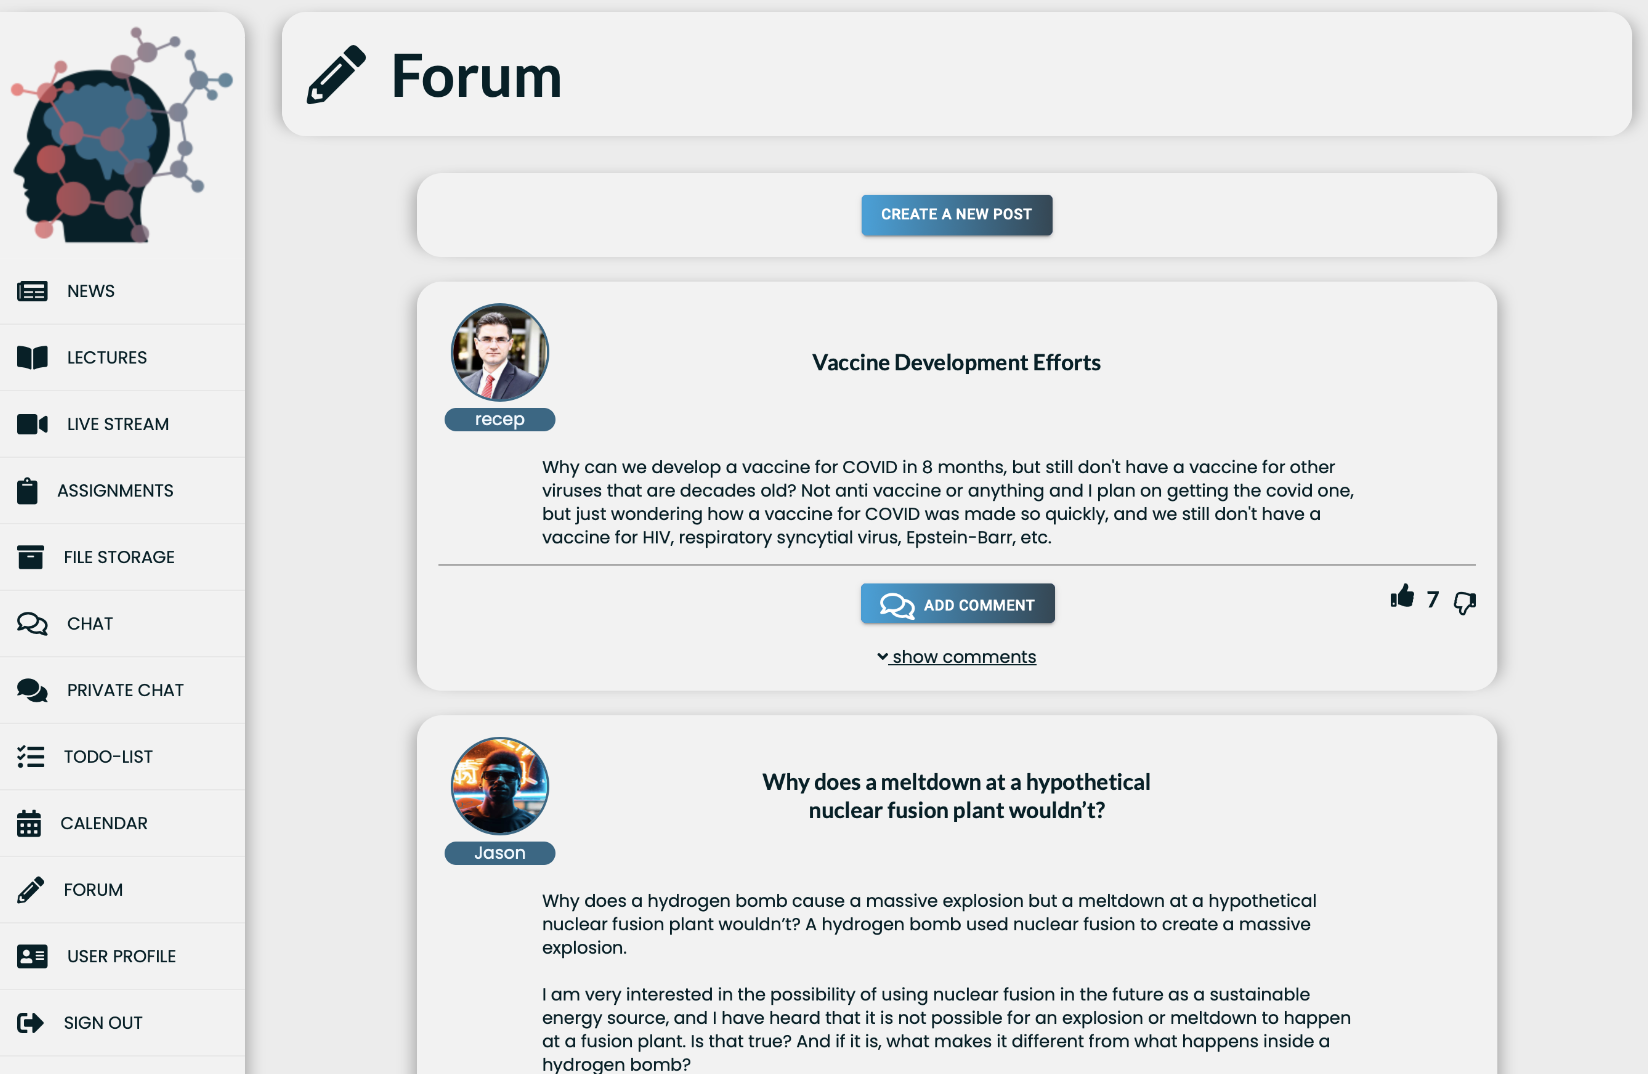 Forum
NEWS
LECTURES
LIVE STREAM
ASSIGNMENTS
FILE STORAGE
CHAT
PRIVATE CHAT
TODO-LIST
CALENDAR
FORUM
USER PROFILE
SIGN OUT
CREATE A NEW POST
Vaccine Development Efforts
recep
Why can we develop a vaccine for COVID in 8 months, but still don't have a vaccine for other
viruses that are decades old? Not anti vaccine or anything and I plan on getting the covid one,
but just wondering how a vaccine for COVID was made so quickly, and we still don't have a
vaccine for HIV, respiratory syncytial virus, Epstein-Barr, etc.
ADD COMMENT
7
show comments
Why does a meltdown at a hypothetical
nuclear fusion plant wouldn’t?
Jason
Why does a hydrogen bomb cause a massive explosion but a meltdown at a hypothetical
nuclear fusion plant wouldn’t? A hydrogen bomb used nuclear fusion to create a massive
explosion.
I am very interested in the possibility of using nuclear fusion in the future as a sustainable
energy source, and I have heard that it is not possible for an explosion or meltdown to happen
at a fusion plant. Is that true? And if it is, what makes it different from what happens inside a
hydrogen bomb?